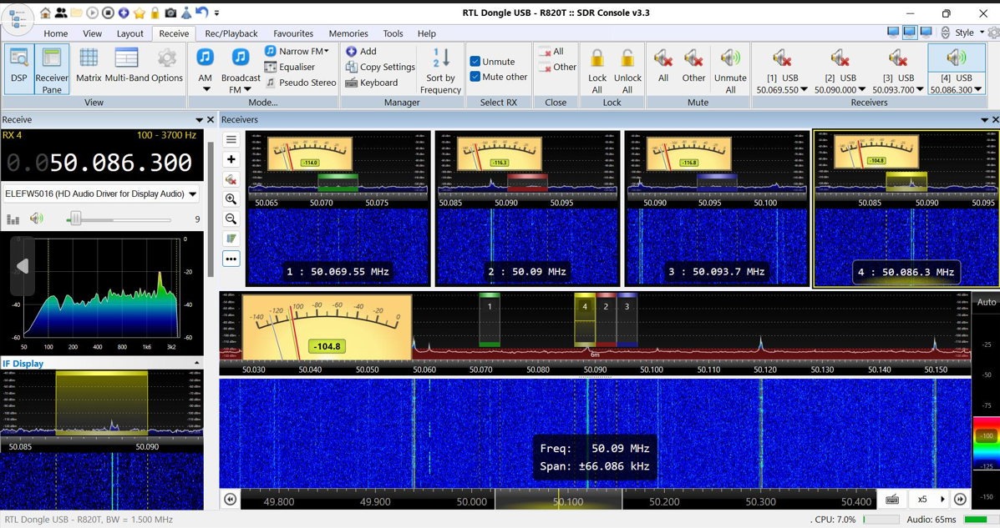 RTL Dongle USB - R820T :: SDR Console v3.3
Home View Layout Receive Rec/Playback Favourites Memories Tools Help Style
DSP
Receiver Pane
Matrix
Multi-Band
Options
View
AM
Broadcast FM
Narrow FM
Equaliser
Pseudo Stereo
Mode...
Add
Copy Settings
Keyboard
Sort by Frequency
Manager
Unmute
Mute other
Select RX
All
Other
Close
Lock All
Unlock All
Lock
All
Other
Unmute All
Mute
[1] USB
50.069.550
[2] USB
50.090.000
[3] USB
50.093.700
[4] USB
50.086.300
Receivers
Receive
RX 4 100 - 3700 Hz
0.050.086.300
ELEFW5016 (HD Audio Driver for Display Audio)
9
0 0
-20
-40 -40
-60 -60
50 100 200 400 800 1k6 3k2
IF Display
50.085 50.090
Receivers
-114.0
50.065 50.070 50.075
1 : 50.069.55 MHz
-116.3
50.085 50.090 50.095
2 : 50.09 MHz
-116.8
50.090 50.095 50.100
3 : 50.093.7 MHz
-104.8
50.085 50.090 50.095
4 : 50.086.3 MHz
-140 -120 -100 -80 -60 -40 -20 0
-104.8
1 4 2 3
6m
50.030 50.040 50.050 50.060 50.070 50.080 50.090 50.100 50.110 50.120 50.130 50.140 50.150
Freq: 50.09 MHz
Span: ±66.086 kHz
Auto
-25
-50
-75
-100
-125
-150
49.800 49.900 50.000 50.100 50.200 50.300 50.400
x5
RTL Dongle USB - R820T, BW = 1.500 MHz
. CPU: 7.0% Audio: 65ms